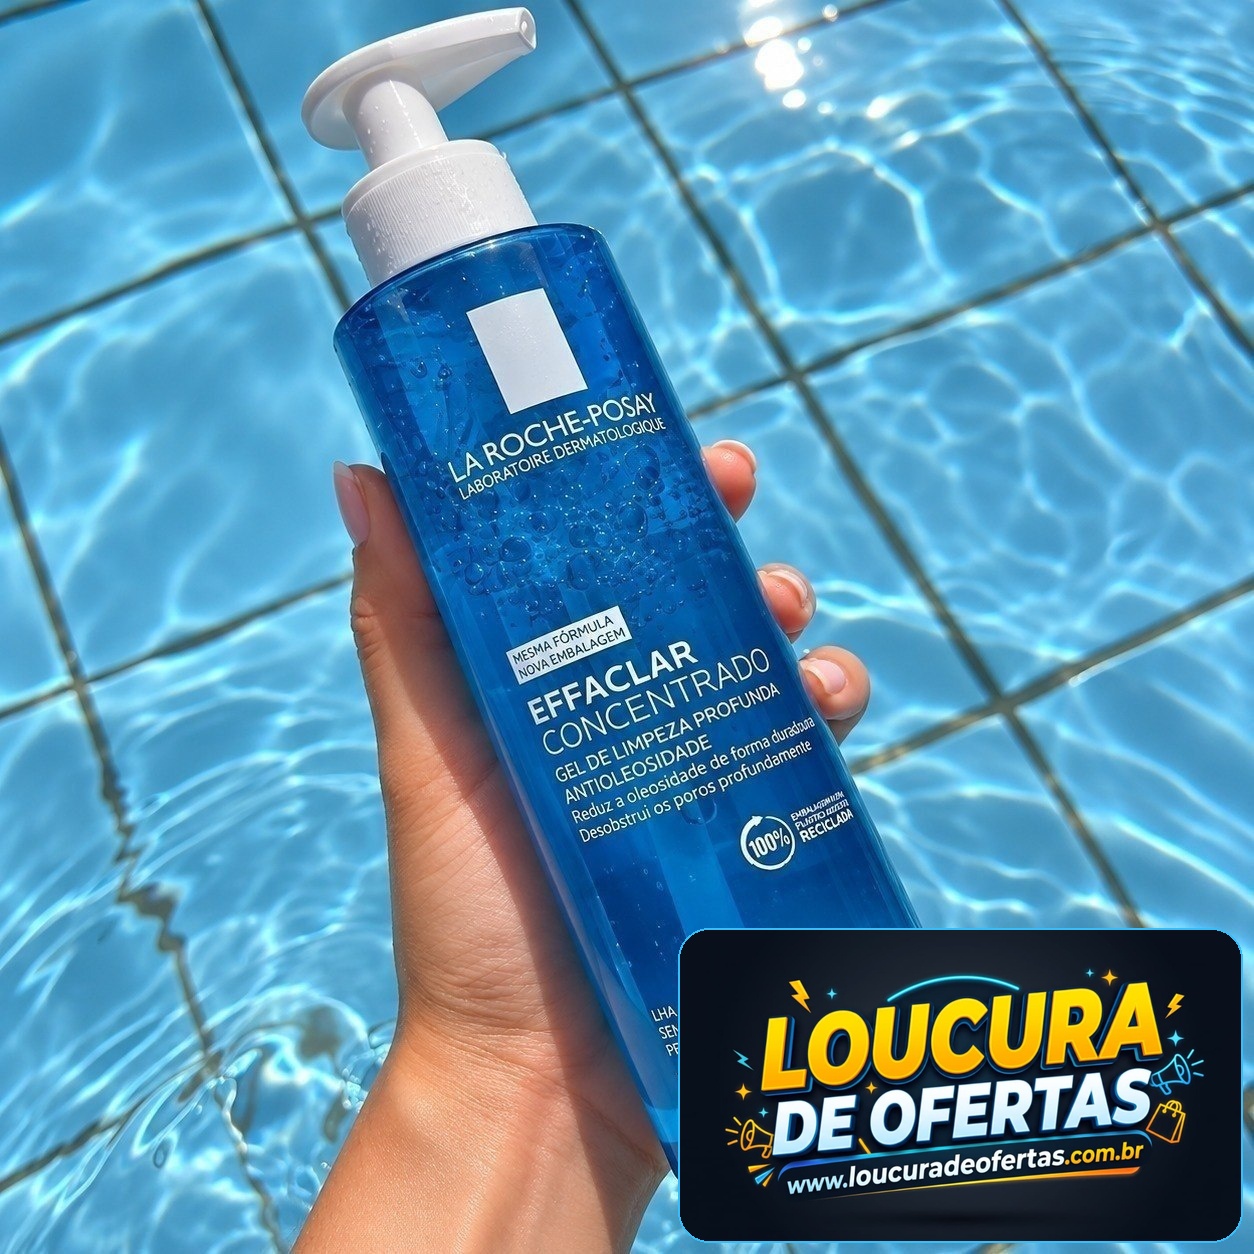 LA ROCHE-POSAY
LABORATOIRE DERMATOLOGIQUE
MESMA FÓRMULA
NOVA EMBALAGEM
EFFACLAR
CONCENTRADO
GEL DE LIMPEZA PROFUNDA
ANTIOLEOSIDADE
Reduz a oleosidade de forma duradoura
Desobstrui os poros profundamente
100%
RECICLADA
LHA
LOUCURA
DE OFERTAS
www.loucuradeofertas.com.br